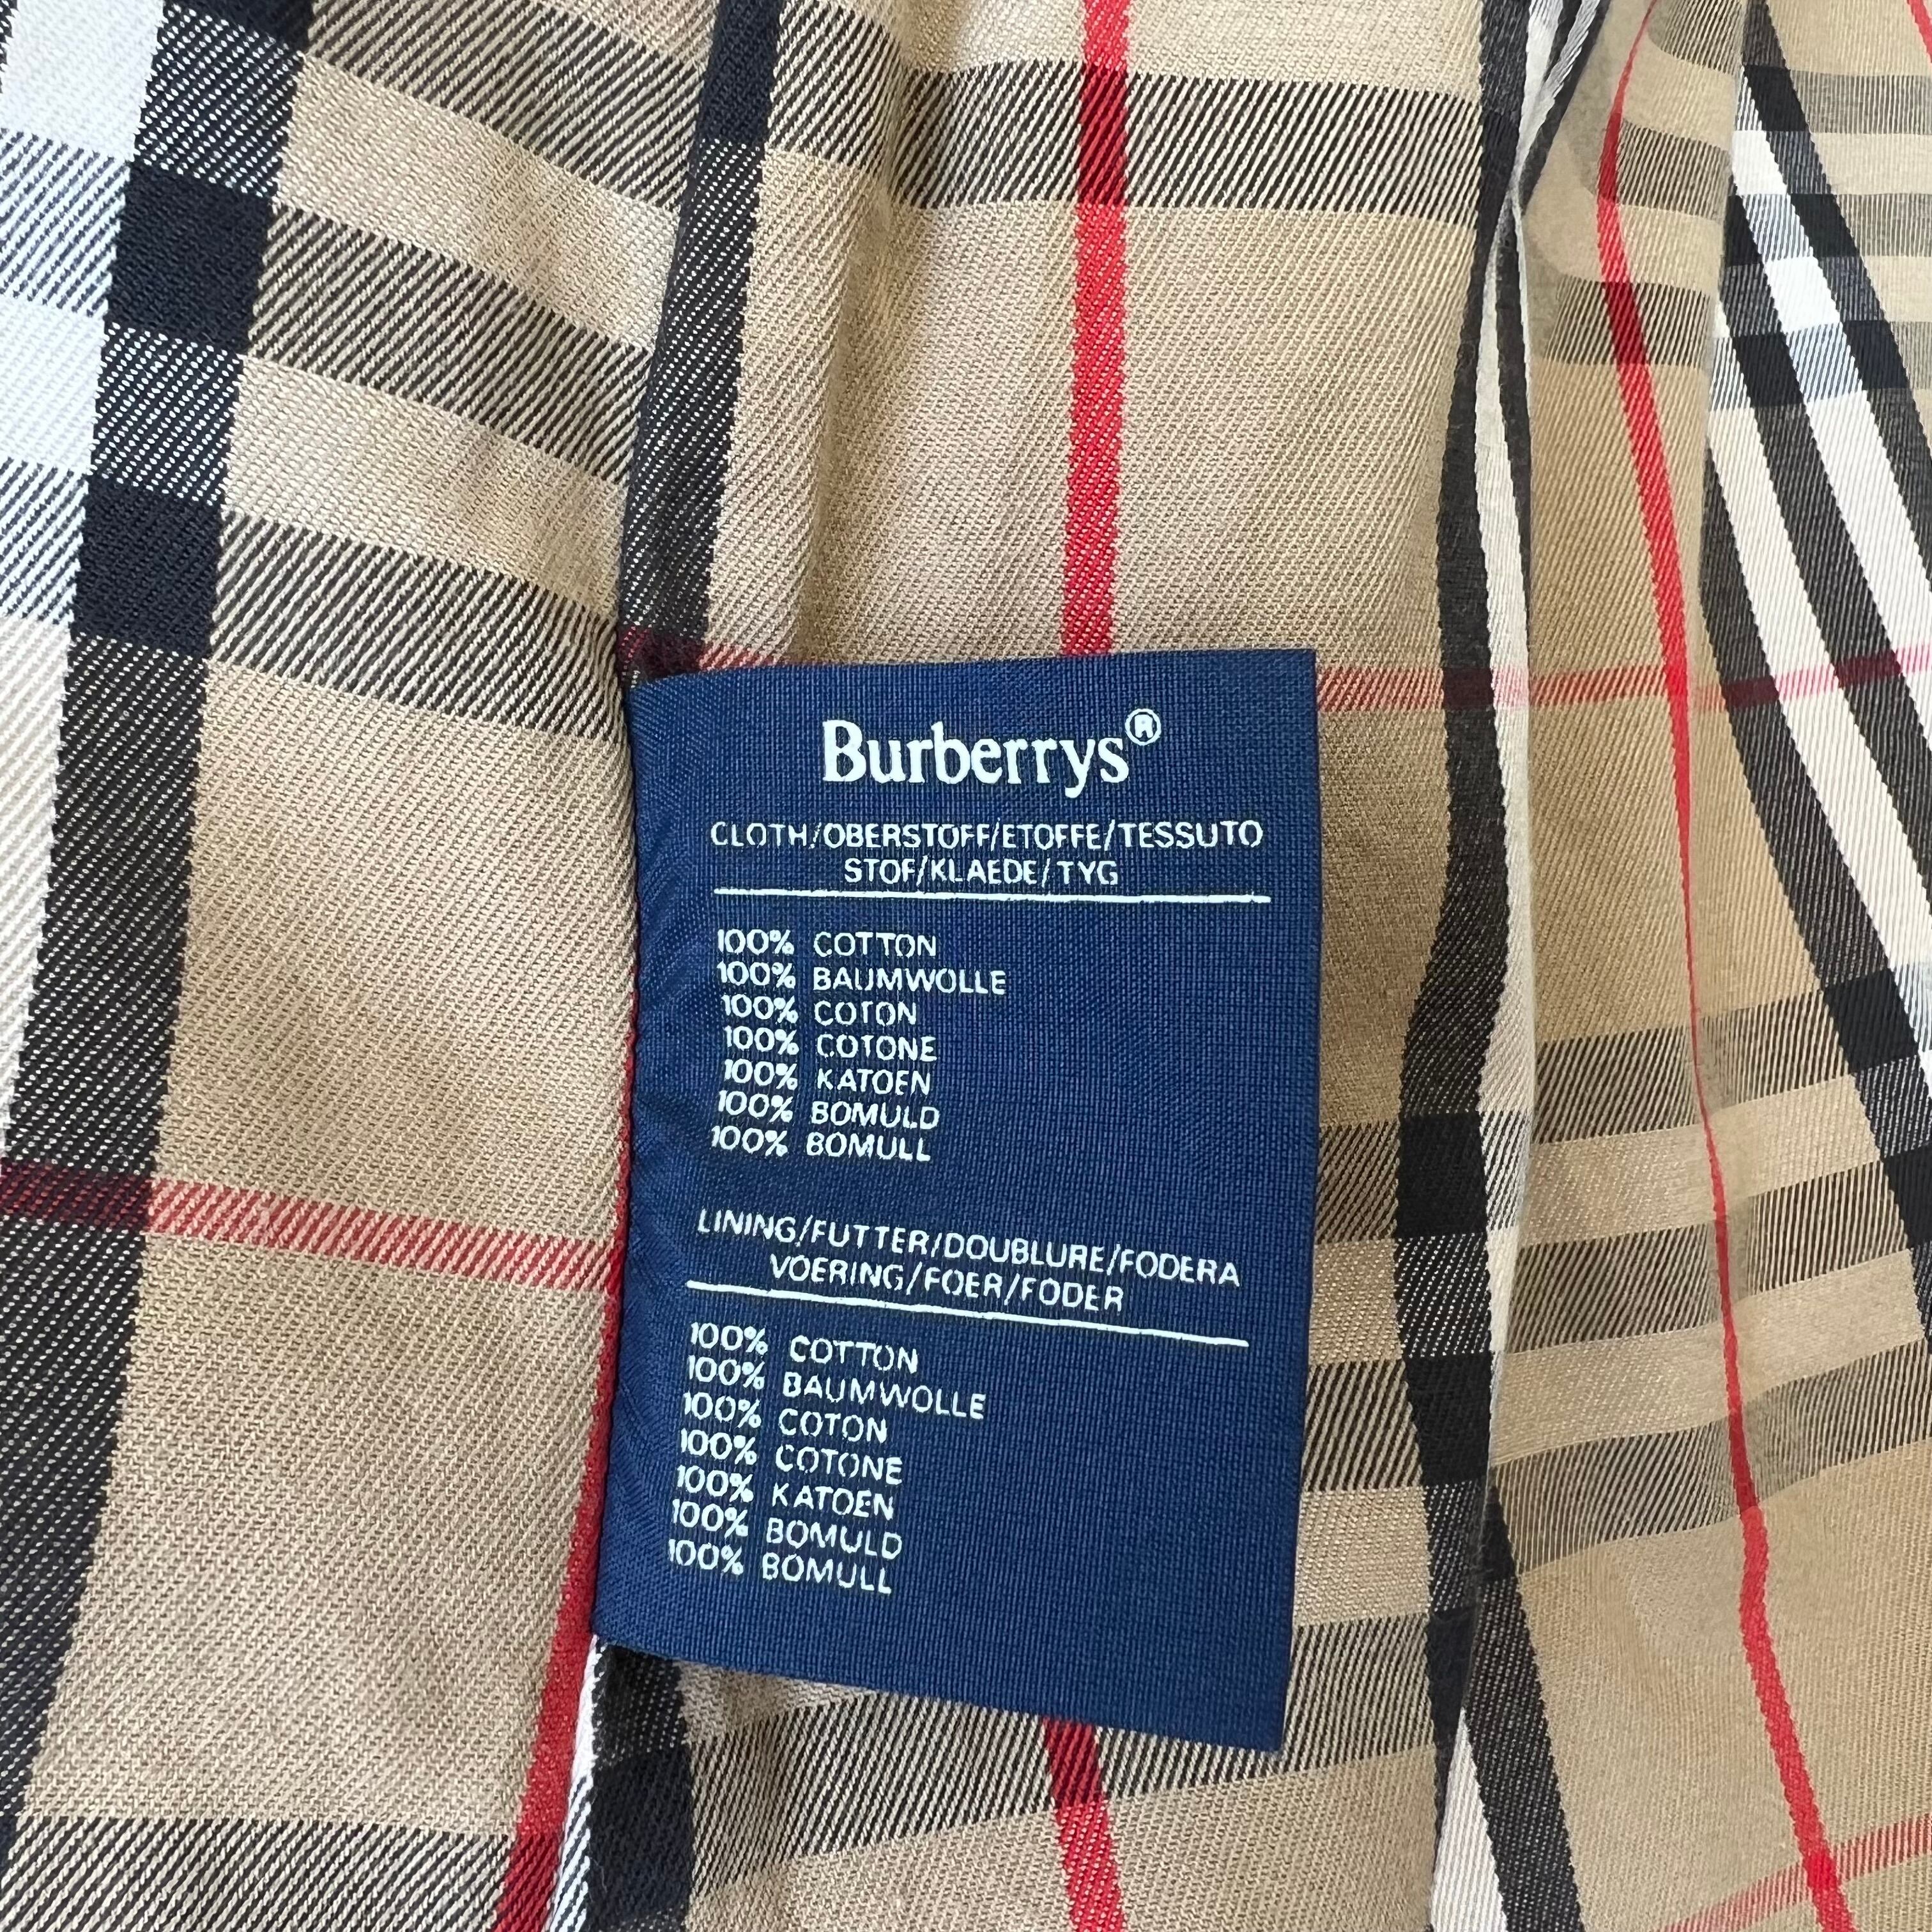 Burberrys®
CLOTH/OBERSTOFF/ETOFFE/TESSUTO
STOF/KLAEDE/TYG
100% COTTON
100% BAUMWOLLE
100% COTON
100% COTONE
100% KATOEN
100% BOMULD
100% BOMULL
LINING/FUTTER/DOUBLURE/FODERA
VOERING/FOER/FODER
100% COTTON
100% BAUMWOLLE
100% COTON
100% COTONE
100% KATOEN
100% BOMULD
100% BOMULL